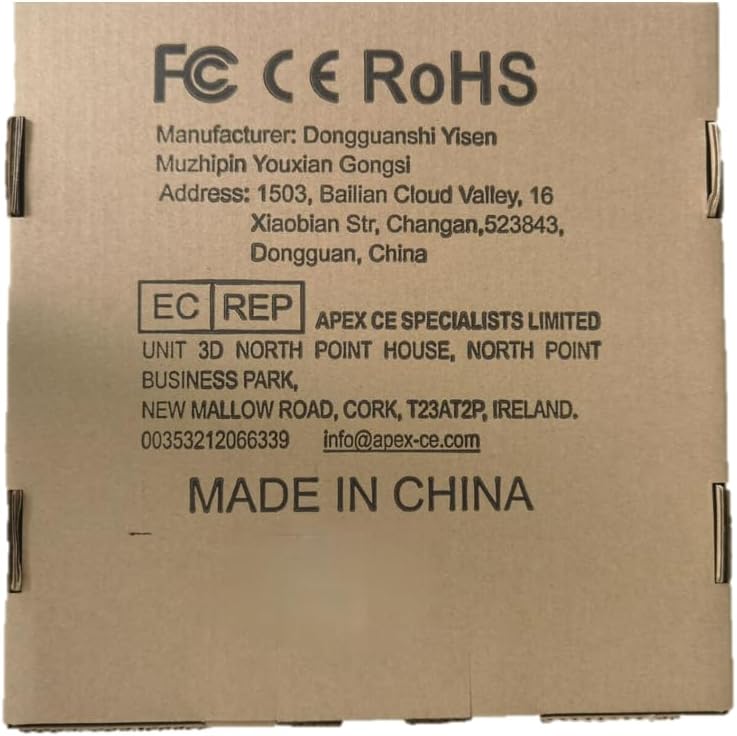 FC CE RoHS
Manufacturer: Dongguanshi Yisen
Muzhipin Youxian Gongsi
Address: 1503, Bailian Cloud Valley, 16
Xiaobian Str, Changan,523843,
Dongguan, China
EC REP APEX CE SPECIALISTS LIMITED
UNIT 3D NORTH POINT HOUSE, NORTH POINT
BUSINESS PARK,
NEW MALLOW ROAD, CORK, T23AT2P, IRELAND.
00353212066339 info@apex-ce.com
MADE IN CHINA